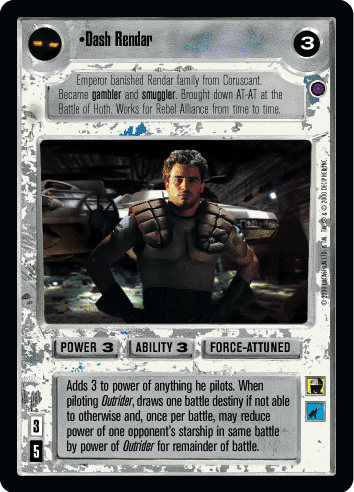 •Dash Rendar
3
Emperor banished Rendar family from Coruscant.
Became gambler and smuggler. Brought down AT-AT at the
Battle of Hoth. Works for Rebel Alliance from time to time.
POWER 3 ABILITY 3 FORCE-ATTUNED
Adds 3 to power of anything he pilots. When
piloting Outrider, draws one battle destiny if not able
to otherwise and, once per battle, may reduce
power of one opponent's starship in same battle
by power of Outrider for remainder of battle.
3
5